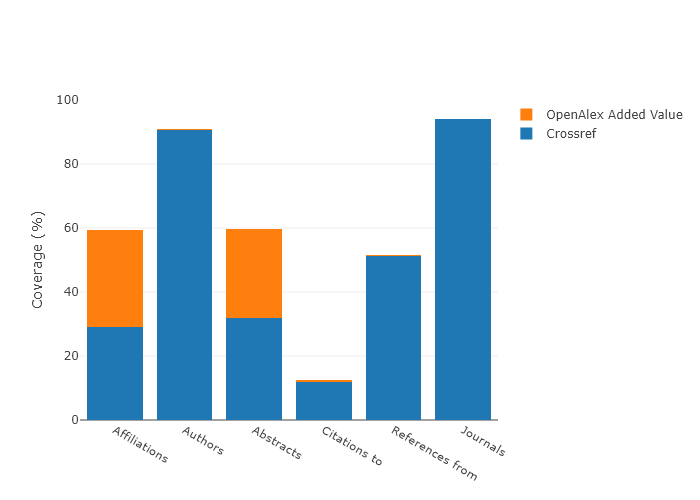 100
80
60
40
20
0
Coverage (%)
OpenAlex Added Value
Crossref
Affiliations
Authors
Abstracts
Citations to
References from
Journals